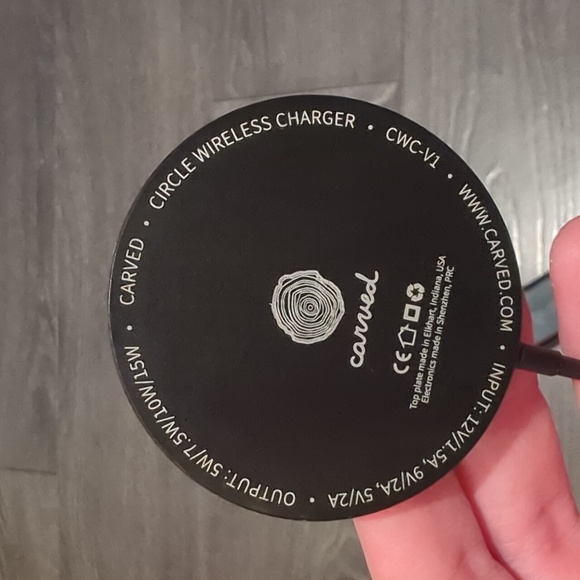 CARVED • CIRCLE WIRELESS CHARGER • CWC-V1 • WWW.CARVED.COM • INPUT: 12V/1.5A, 9V/2A, 5V/2A • OUTPUT: 5W/7.5W/10W/15W •
carved
CE
Top plate made in Elkhart, Indiana, USA
Electronics made in Shenzhen, PRC